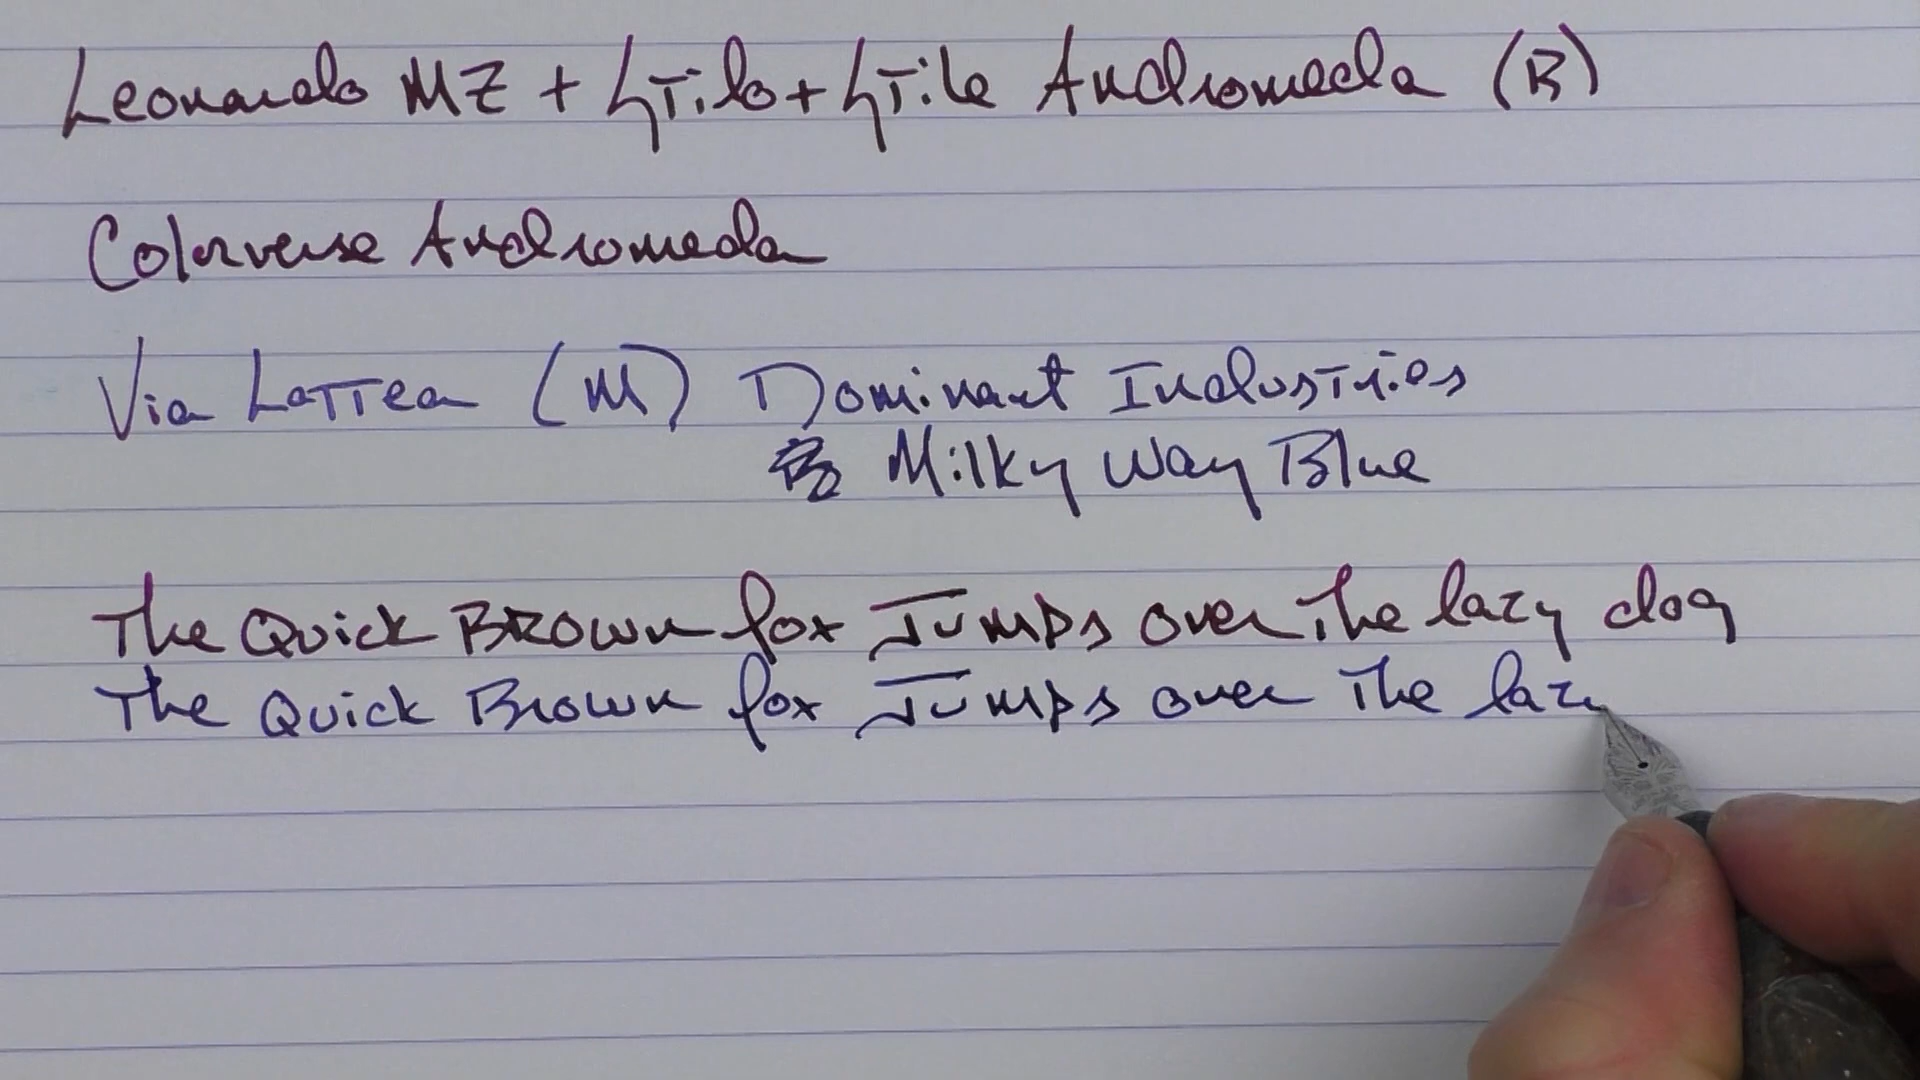 Leonardo MZ + Stilo + Stile Andromeda (B)
Colorverse Andromeda
Via Lattea (M) Dominant Industries
Milky Way Blue
The Quick Brown fox Jumps over the lazy dog
The Quick Brown fox Jumps over the laz